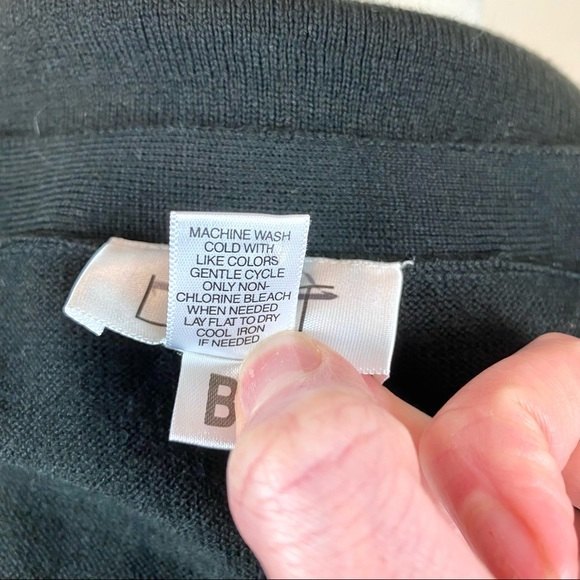 MACHINE WASH
COLD WITH
LIKE COLORS
GENTLE CYCLE
ONLY NON-
CHLORINE BLEACH
WHEN NEEDED
LAY FLAT TO DRY
COOL IRON
IF NEEDED
B